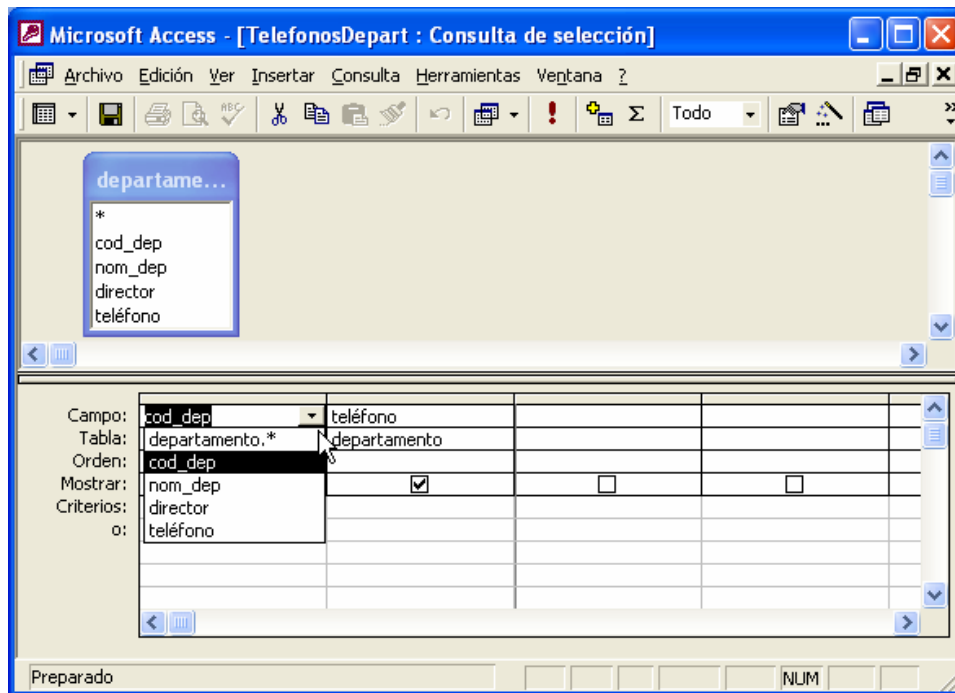 Microsoft Access - [TelefonosDepart : Consulta de selección]
Archivo Edición Ver Insertar Consulta Herramientas Ventana ?
ABC Σ Todo
departame...
*
cod_dep
nom_dep
director
teléfono
Campo: cod_dep teléfono
Tabla: departamento.* departamento
Orden: cod_dep
Mostrar: nom_dep
Criterios: director
o: teléfono
Preparado NUM